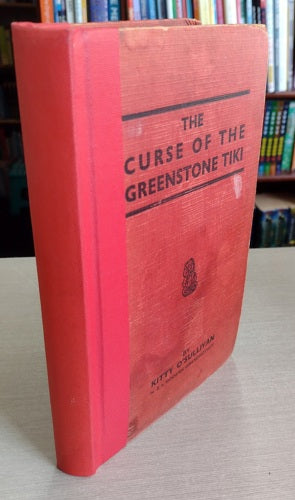 THE
CURSE OF THE
GREENSTONE TIKI
BY
KITTY O'SULLIVAN